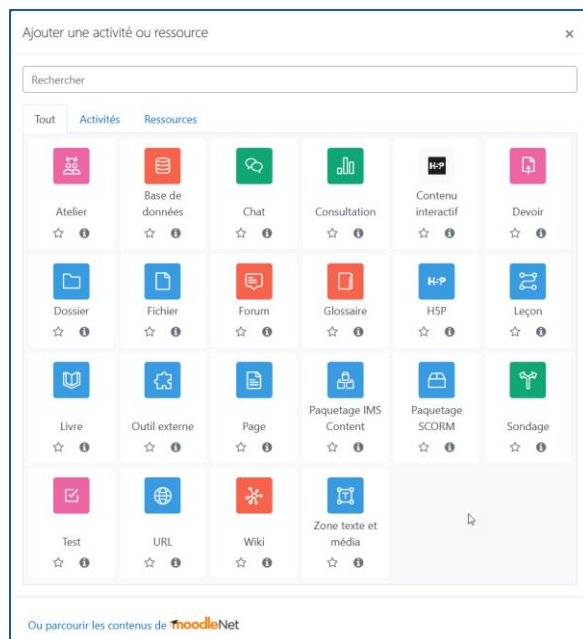 Ajouter une activité ou ressource ×
Rechercher
Tout Activités Ressources
Atelier
Base de
données
Chat
Consultation
H5P
Contenu
interactif
Devoir
Dossier
Fichier
Forum
Glossaire
H5P
H5P
Leçon
Livre
Outil externe
Page
Paquetage IMS
Content
Paquetage
SCORM
Sondage
Test
URL
Wiki
T
Zone texte et
média
Ou parcourir les contenus de moodleNet